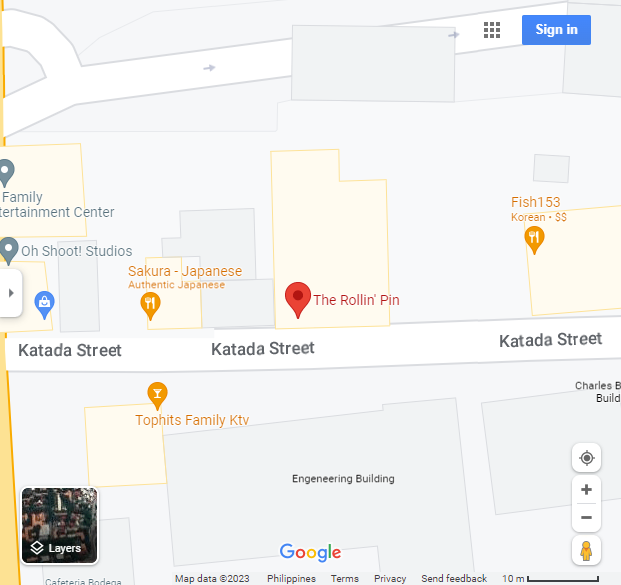 Sign in
Family
tertainment Center
Fish153
Korean • $$
Oh Shoot! Studios
Sakura - Japanese
Authentic Japanese
The Rollin' Pin
Katada Street
Katada Street
Katada Street
Charles B
Build
Tophits Family Ktv
Engeneering Building
Layers
Google
Cafeteria Bodega
Map data ©2023 Philippines Terms Privacy Send feedback 10 m